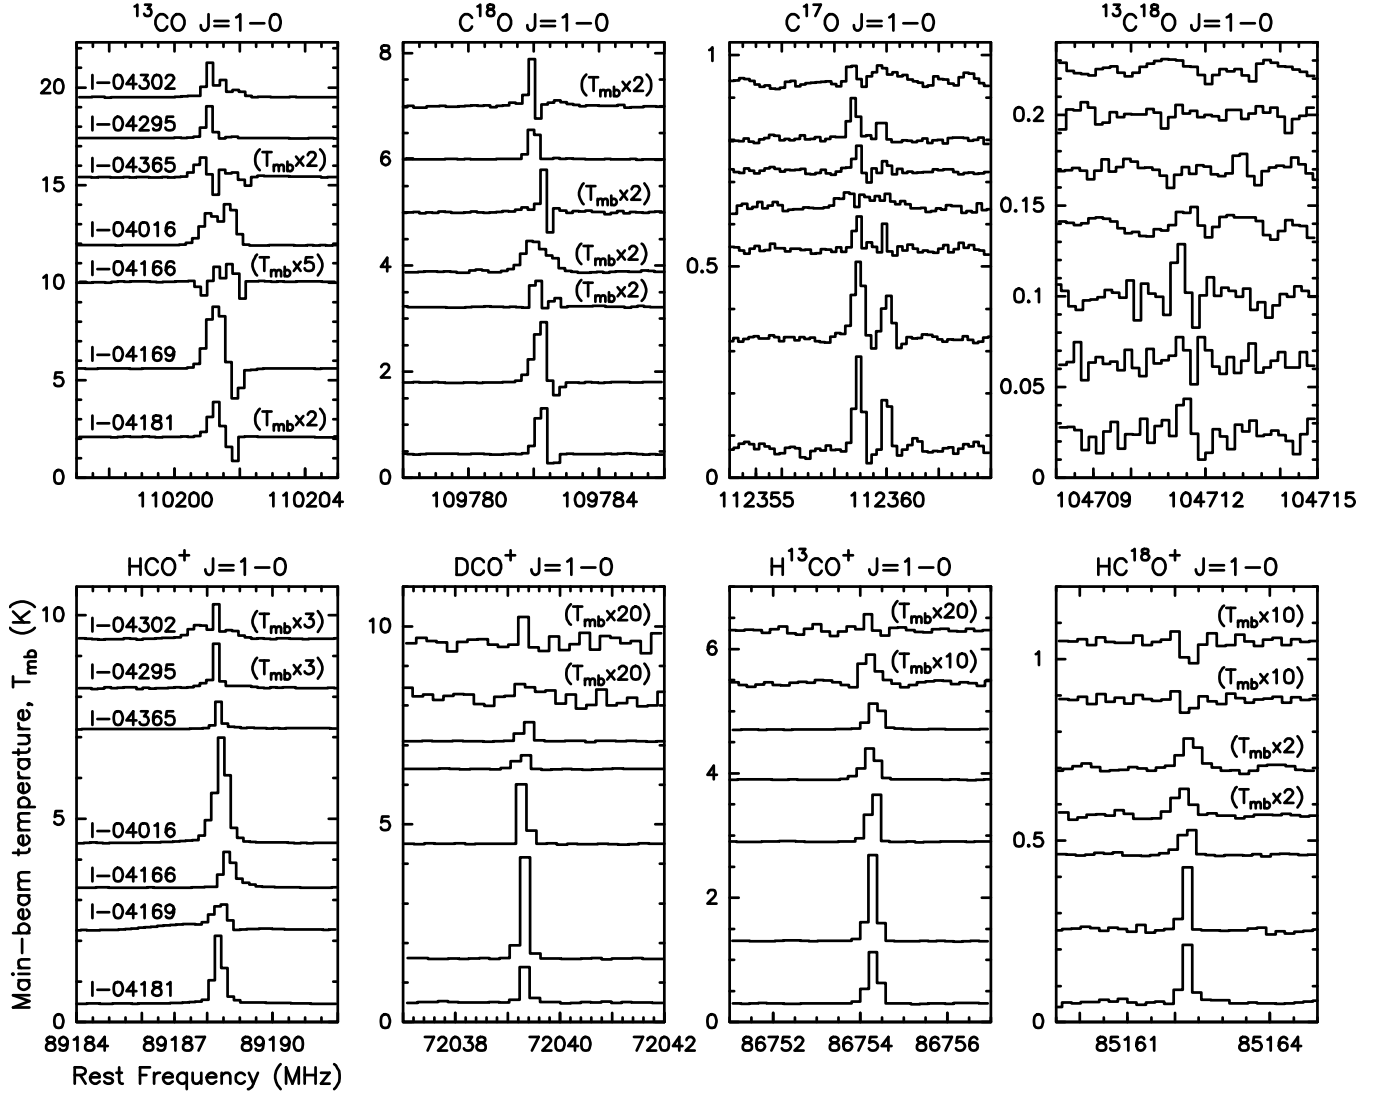 ¹³CO J=1−0
C¹⁸O J=1−0
C¹⁷O J=1−0
¹³C¹⁸O J=1−0
20
15
10
5
0
I−04302
I−04295
I−04365 (Tmbx2)
I−04016
I−04166 (Tmbx5)
I−04169
I−04181 (Tmbx2)
110200 110204
8
6
4
2
0
(Tmbx2)
(Tmbx2)
(Tmbx2)
(Tmbx2)
109780 109784
1
0.5
0
112355 112360
0.2
0.15
0.1
0.05
0
104709 104712 104715
HCO⁺ J=1−0
DCO⁺ J=1−0
H¹³CO⁺ J=1−0
HC¹⁸O⁺ J=1−0
Main−beam temperature, Tmb (K)
10
5
0
I−04302 (Tmbx3)
I−04295 (Tmbx3)
I−04365
I−04016
I−04166
I−04169
I−04181
89184 89187 89190
Rest Frequency (MHz)
10
5
0
(Tmbx20)
(Tmbx20)
72038 72040 72042
6
4
2
0
(Tmbx20)
(Tmbx10)
86752 86754 86756
1
0.5
0
(Tmbx10)
(Tmbx10)
(Tmbx2)
(Tmbx2)
85161 85164